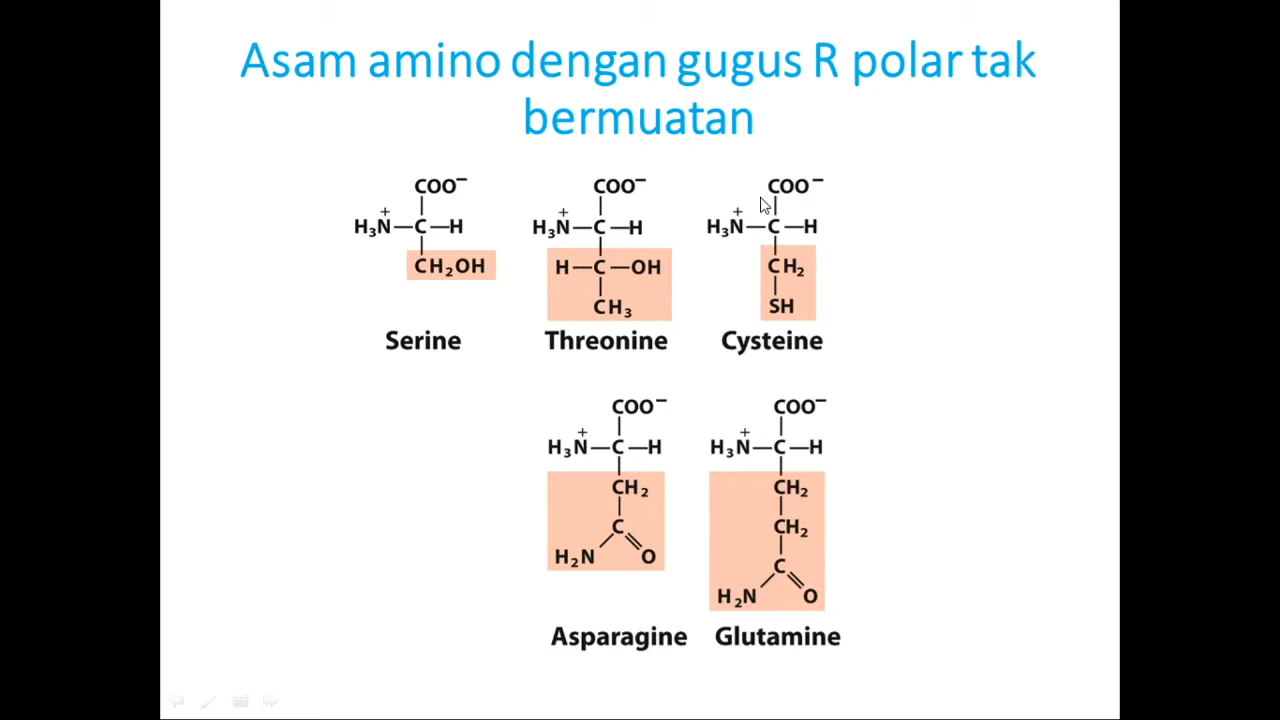 Asam amino dengan gugus R polar tak
bermuatan
COO⁻ COO⁻ COO⁻
H₃N⁺—C—H H₃N⁺—C—H H₃N⁺—C—H
CH₂OH H—C—OH CH₂
CH₃ SH
Serine Threonine Cysteine
COO⁻ COO⁻
H₃N⁺—C—H H₃N⁺—C—H
CH₂ CH₂
C CH₂
H₂N O
C
H₂N O
Asparagine Glutamine